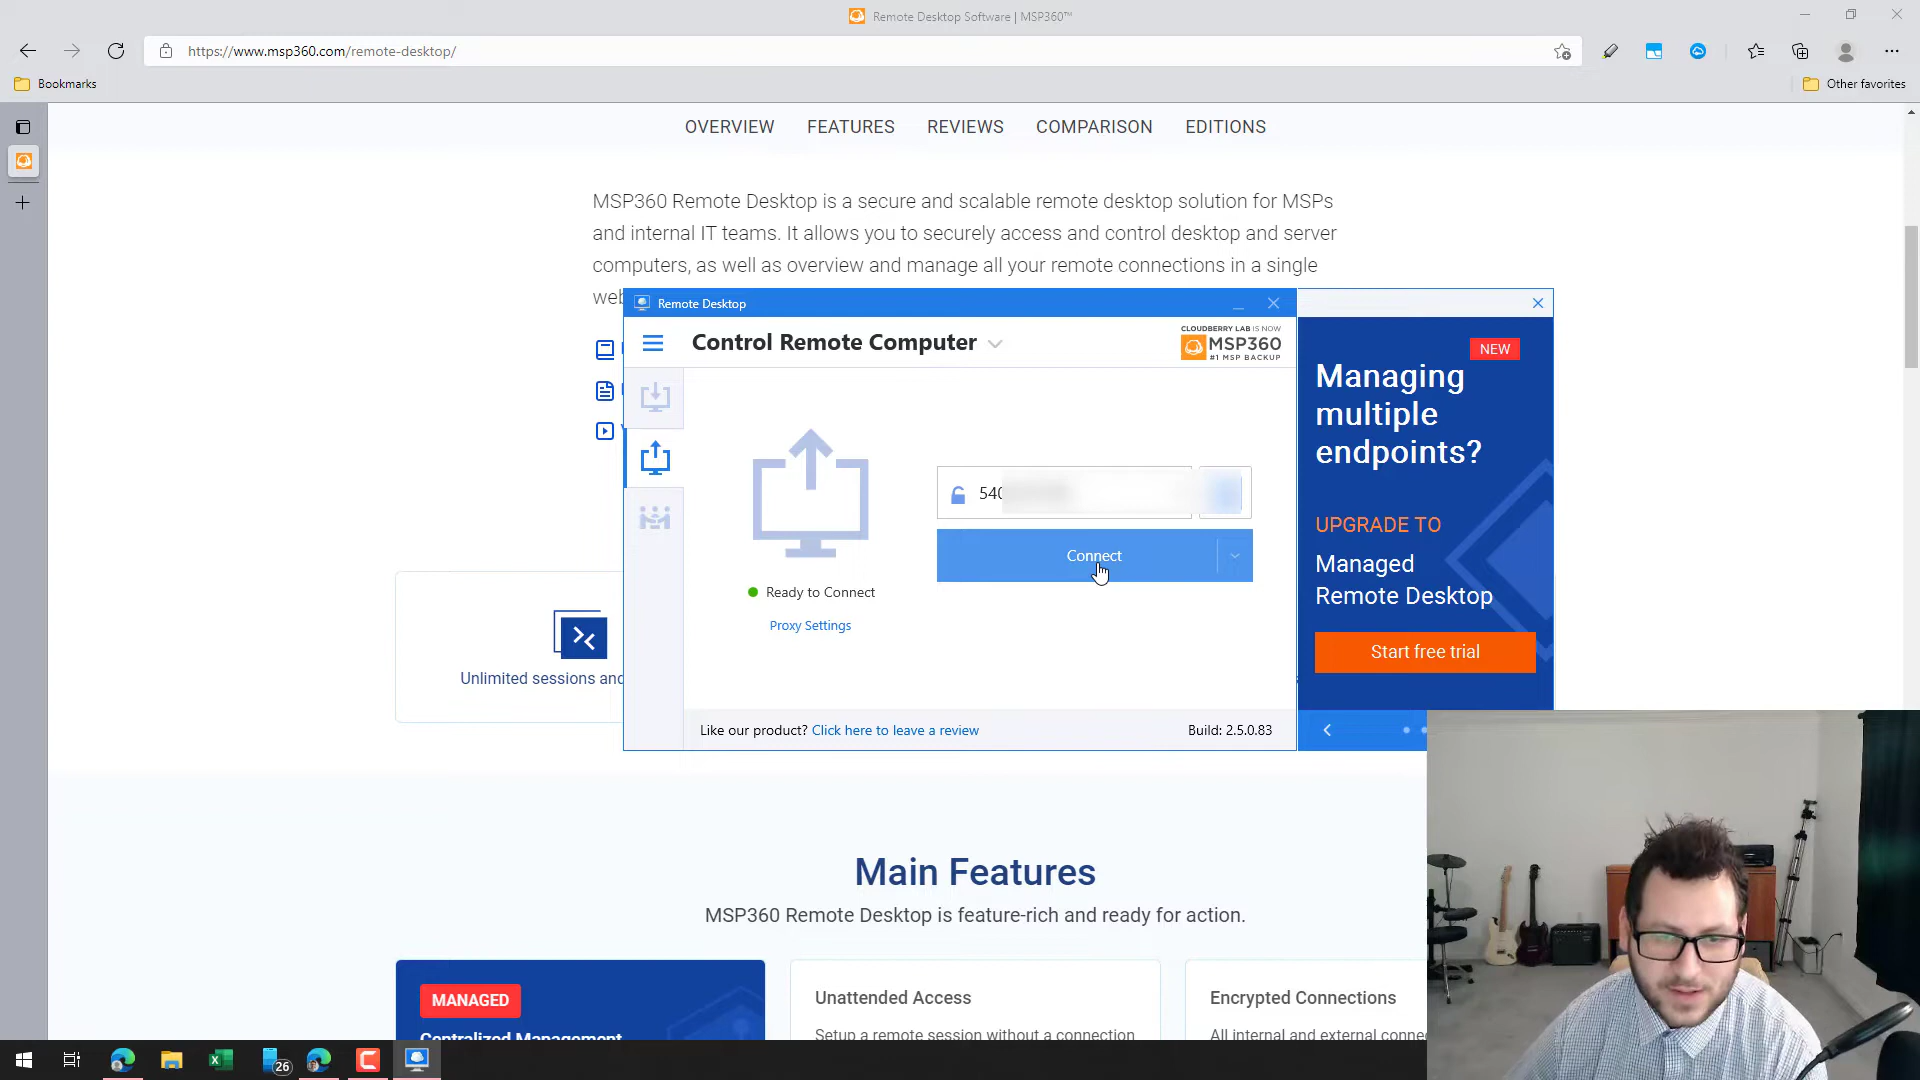 Remote Desktop Software | MSP360™
https://www.msp360.com/remote-desktop/
Bookmarks
Other favorites
OVERVIEW FEATURES REVIEWS COMPARISON EDITIONS
MSP360 Remote Desktop is a secure and scalable remote desktop solution for MSPs
and internal IT teams. It allows you to securely access and control desktop and server
computers, as well as overview and manage all your remote connections in a single
Remote Desktop
Control Remote Computer
CLOUDBERRY LAB IS NOW
MSP360
#1 MSP BACKUP
540
Connect
Ready to Connect
Proxy Settings
Like our product? Click here to leave a review
Build: 2.5.0.83
NEW
Managing
multiple
endpoints?
UPGRADE TO
Managed
Remote Desktop
Start free trial
Unlimited sessions and
Main Features
MSP360 Remote Desktop is feature-rich and ready for action.
MANAGED
Centralized Management
Unattended Access
Setup a remote session without a connection
Encrypted Connections
All internal and external
26